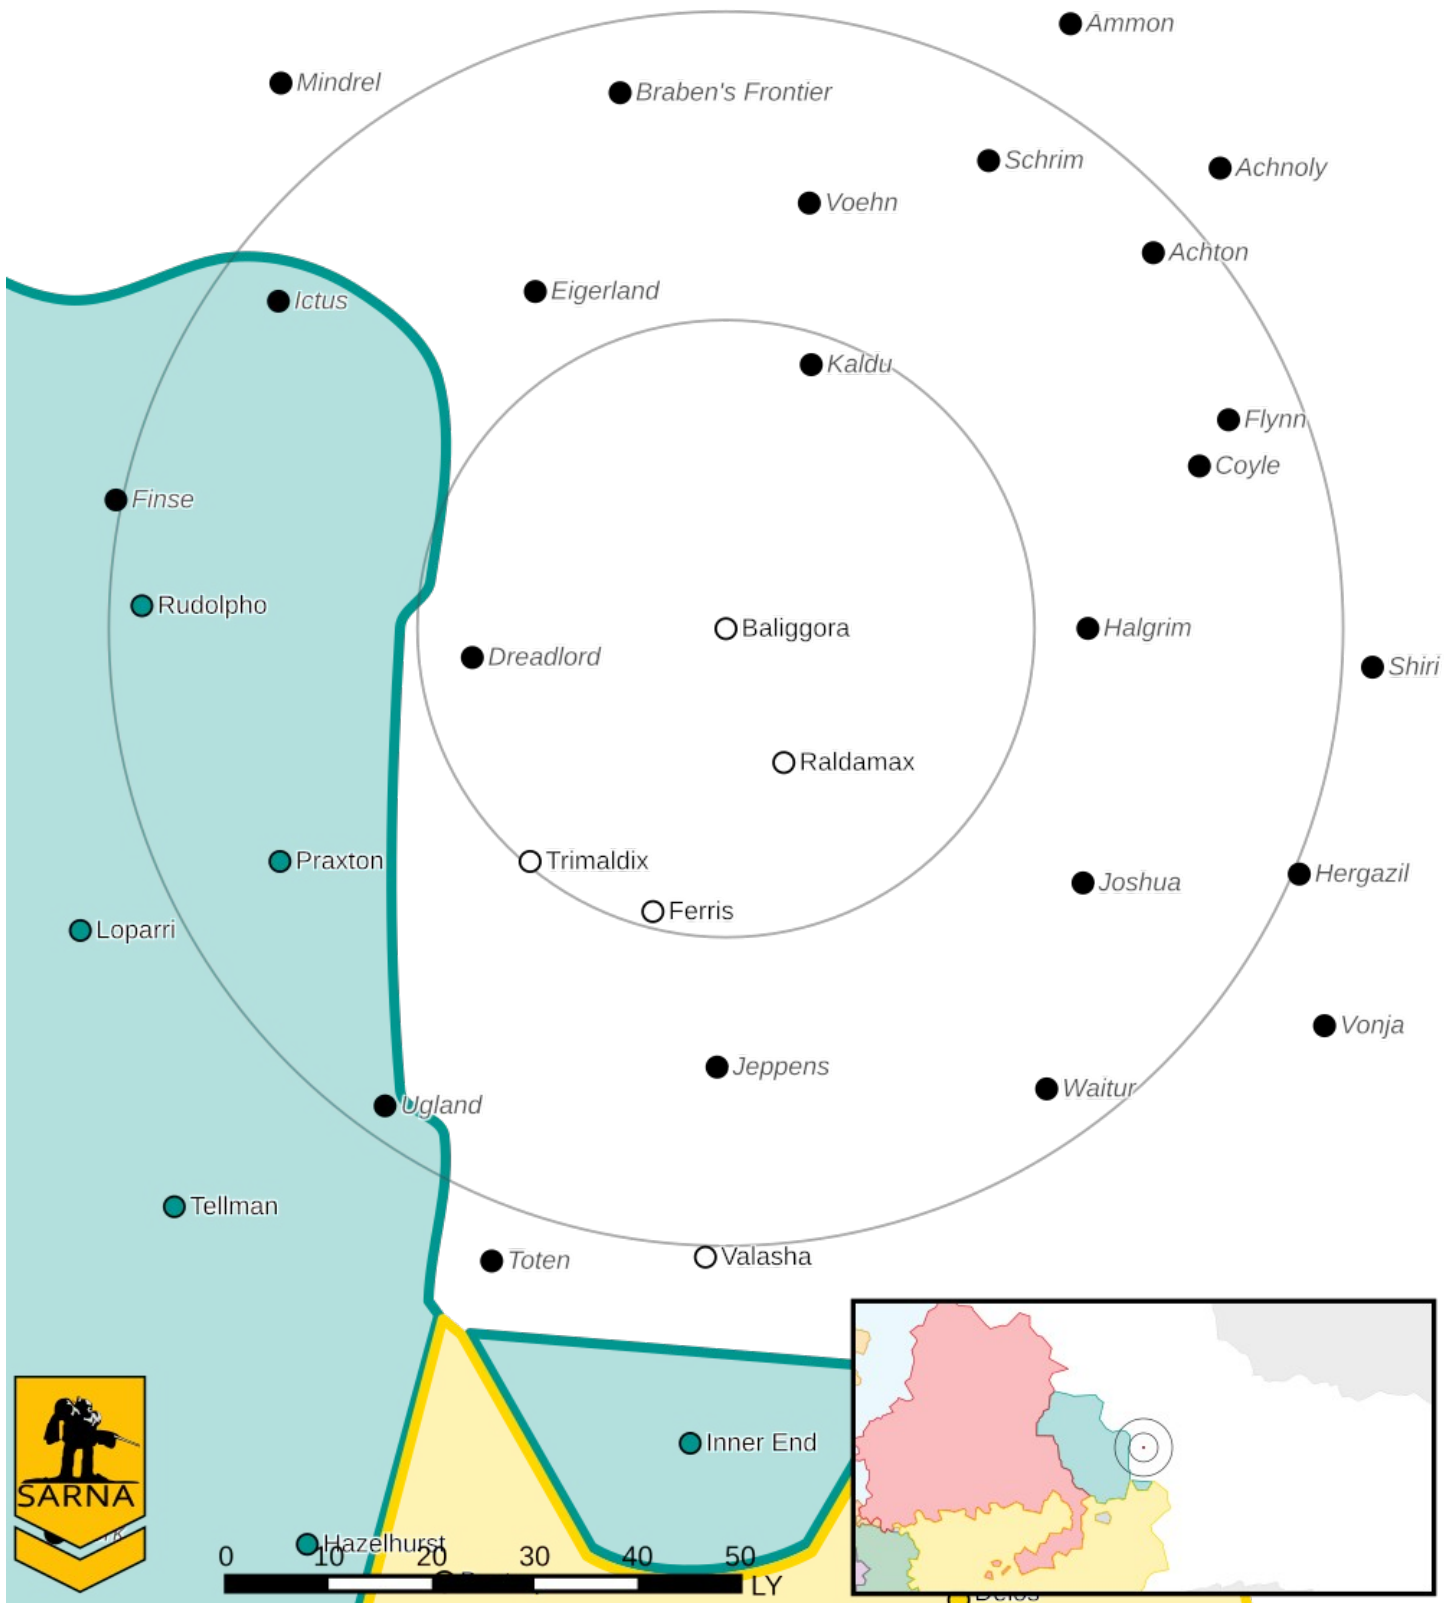 Ammon
Mindrel
Braben's Frontier
Schrim
Achnoly
Voehn
Achton
Eigerland
Ictus
Kaldu
Flynn
Coyle
Finse
Rudolpho
Baliggora
Halgrim
Dreadlord
Shiri
Raldamax
Praxton
Trimaldix
Hergazil
Joshua
Ferris
Loparri
Vonja
Jeppens
Waitur
Ugland
Tellman
Valasha
Toten
Inner End
SARNA
Hazelhurst
0 10 20 30 40 50
LY
Delos